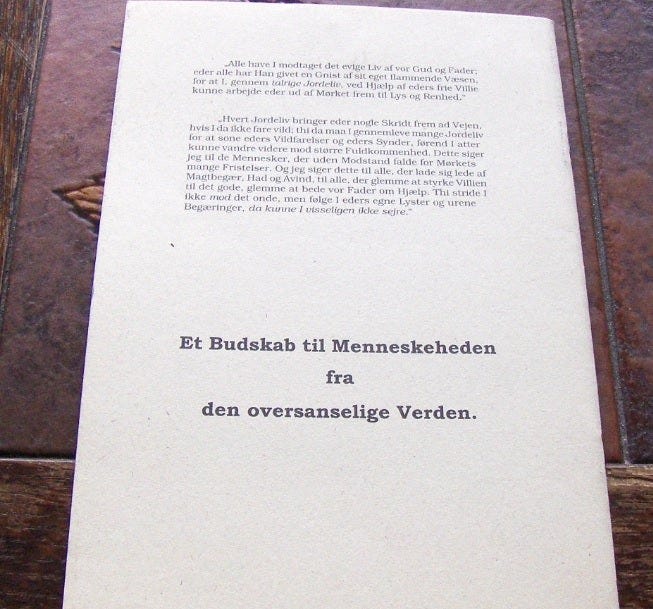 „Alle have I modtaget det evige Liv af vor Gud og Fader;
eder alle har Han givet en Gnist af sit eget flammende Væsen,
for at I, gennem talrige Jordeliv, ved Hjælp af eders frie Villie
kunne arbejde eder ud af Mørket frem til Lys og Renhed.”
„Hvert Jordeliv bringer eder nogle Skridt frem ad Vejen,
hvis I da ikke fare vild; thi da maa I gennemleve mange Jordeliv
for at sone eders Vildfarelser og eders Synder, førend I atter
kunne vandre videre mod større Fuldkommenhed. Dette siger
jeg til de Mennesker, der uden Modstand falde for Mørkets
mange Fristelser. Og jeg siger dette til alle, der lade sig lede af
Magtbegær, Had og Avind, til alle, der glemme at styrke Villien
til det gode, glemme at bede vor Fader om Hjælp. Thi stride I
ikke mod det onde, men følge I eders egne Lyster og urene
Begæringer, da kunne I visseligen ikke sejre.”
Et Budskab til Menneskeheden
fra
den oversanselige Verden.